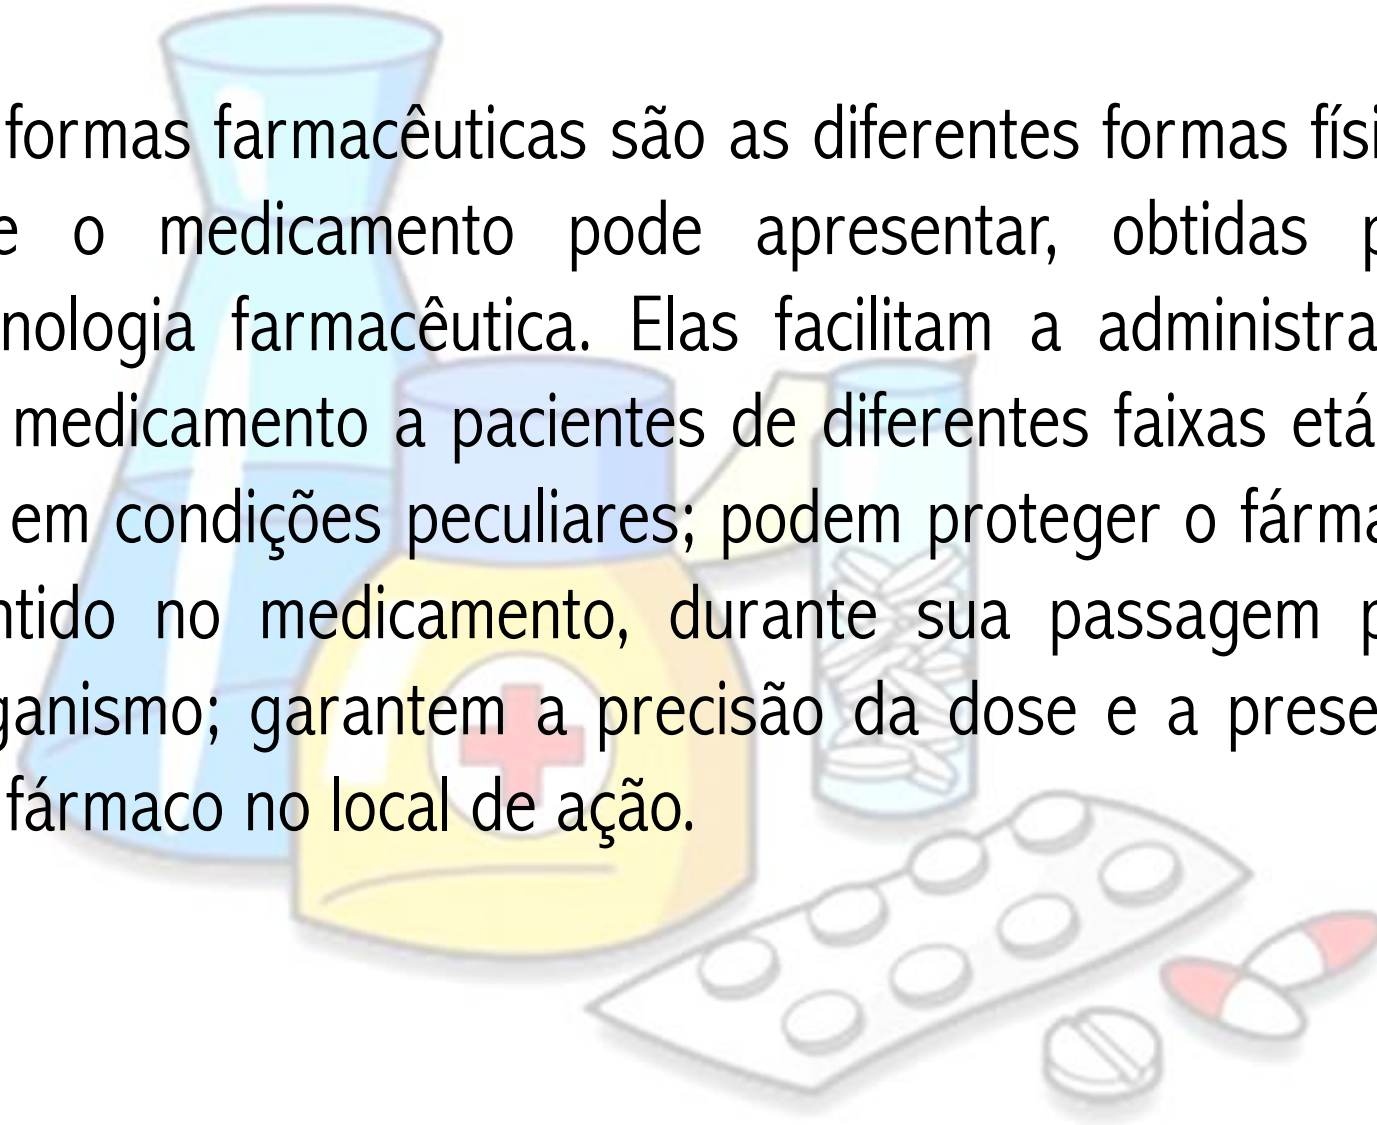 formas farmacêuticas são as diferentes formas físi
e o medicamento pode apresentar, obtidas p
nologia farmacêutica. Elas facilitam a administra
medicamento a pacientes de diferentes faixas etá
em condições peculiares; podem proteger o fárma
ntido no medicamento, durante sua passagem p
ganismo; garantem a precisão da dose e a prese
fármaco no local de ação.